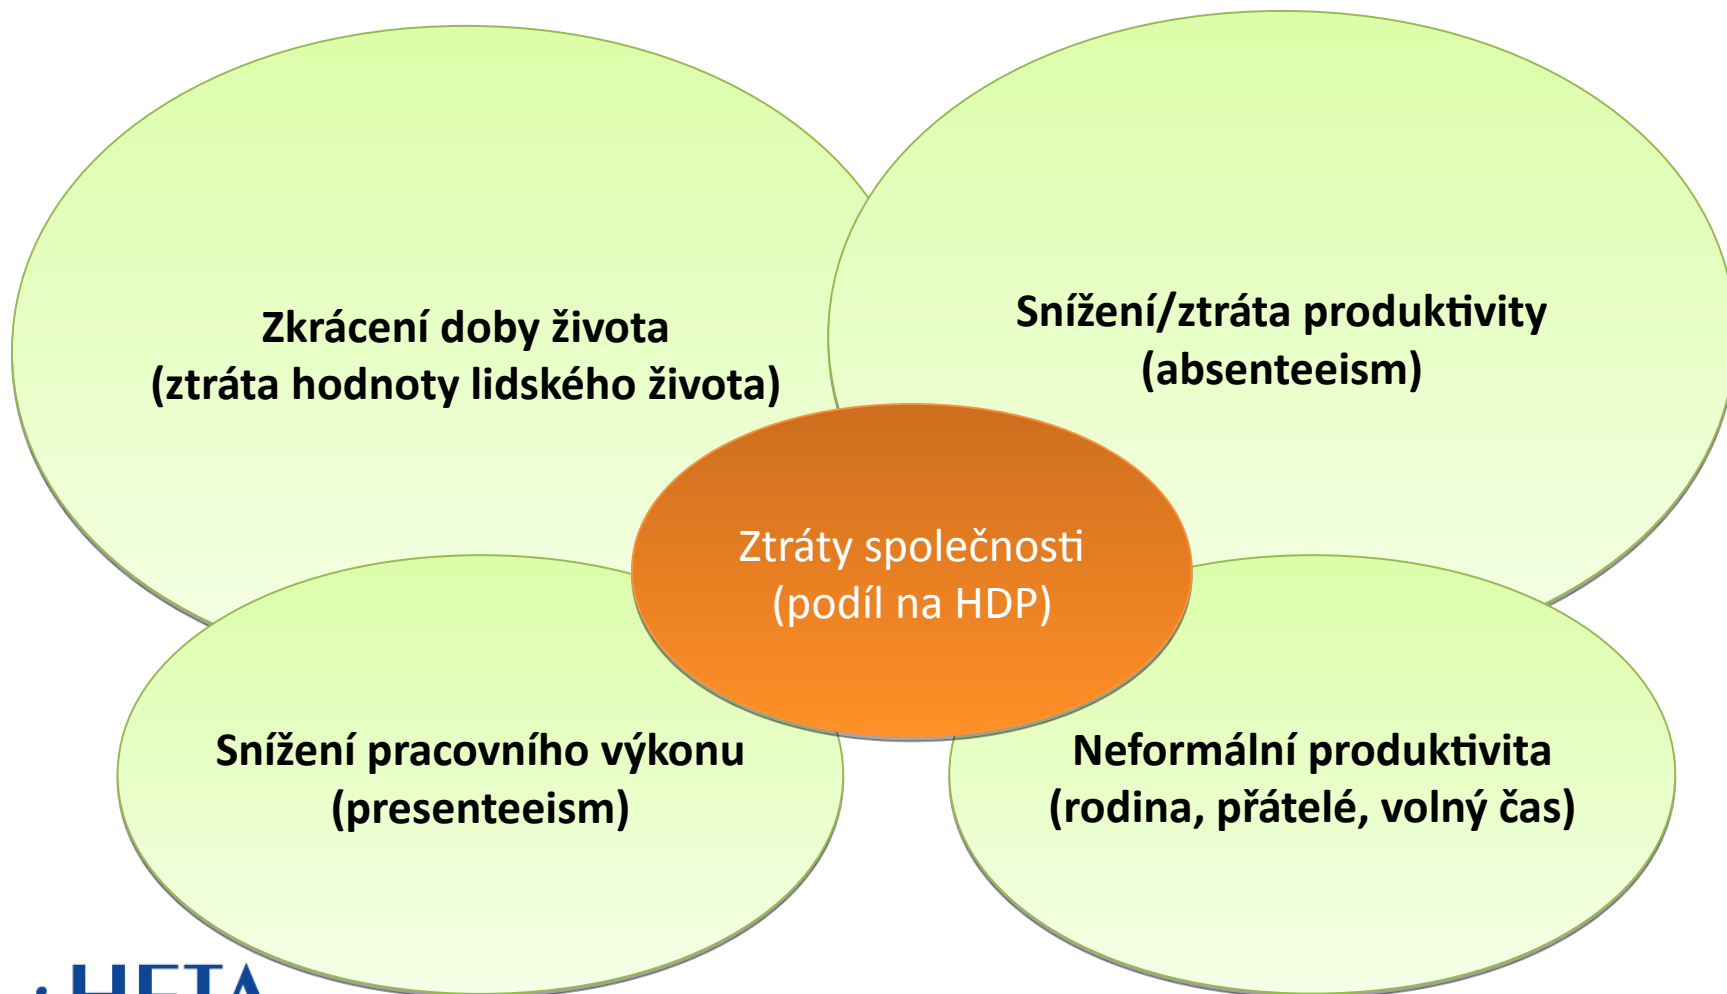 Zkrácení doby života
(ztráta hodnoty lidského života)
Snížení/ztráta produktivity
(absenteeism)
Ztráty společnosti
(podíl na HDP)
Snížení pracovního výkonu
(presenteeism)
Neformální produktivita
(rodina, přátelé, volný čas)
iHETA